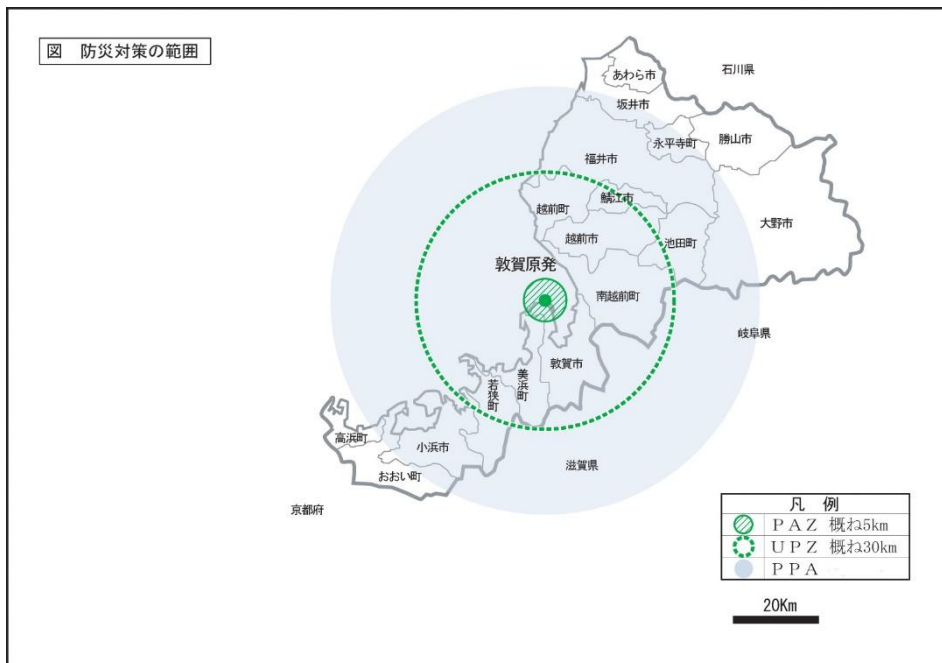 図 防災対策の範囲
石川県
あわら市
坂井市
勝山市
永平寺町
福井市
鯖江市
越前町
大野市
越前市
池田町
敦賀原発
南越前町
岐阜県
敦賀市
美浜町
若狭町
高浜町
小浜市
滋賀県
おおい町
京都府
凡 例
PAZ 概ね5km
UPZ 概ね30km
PPA
20Km